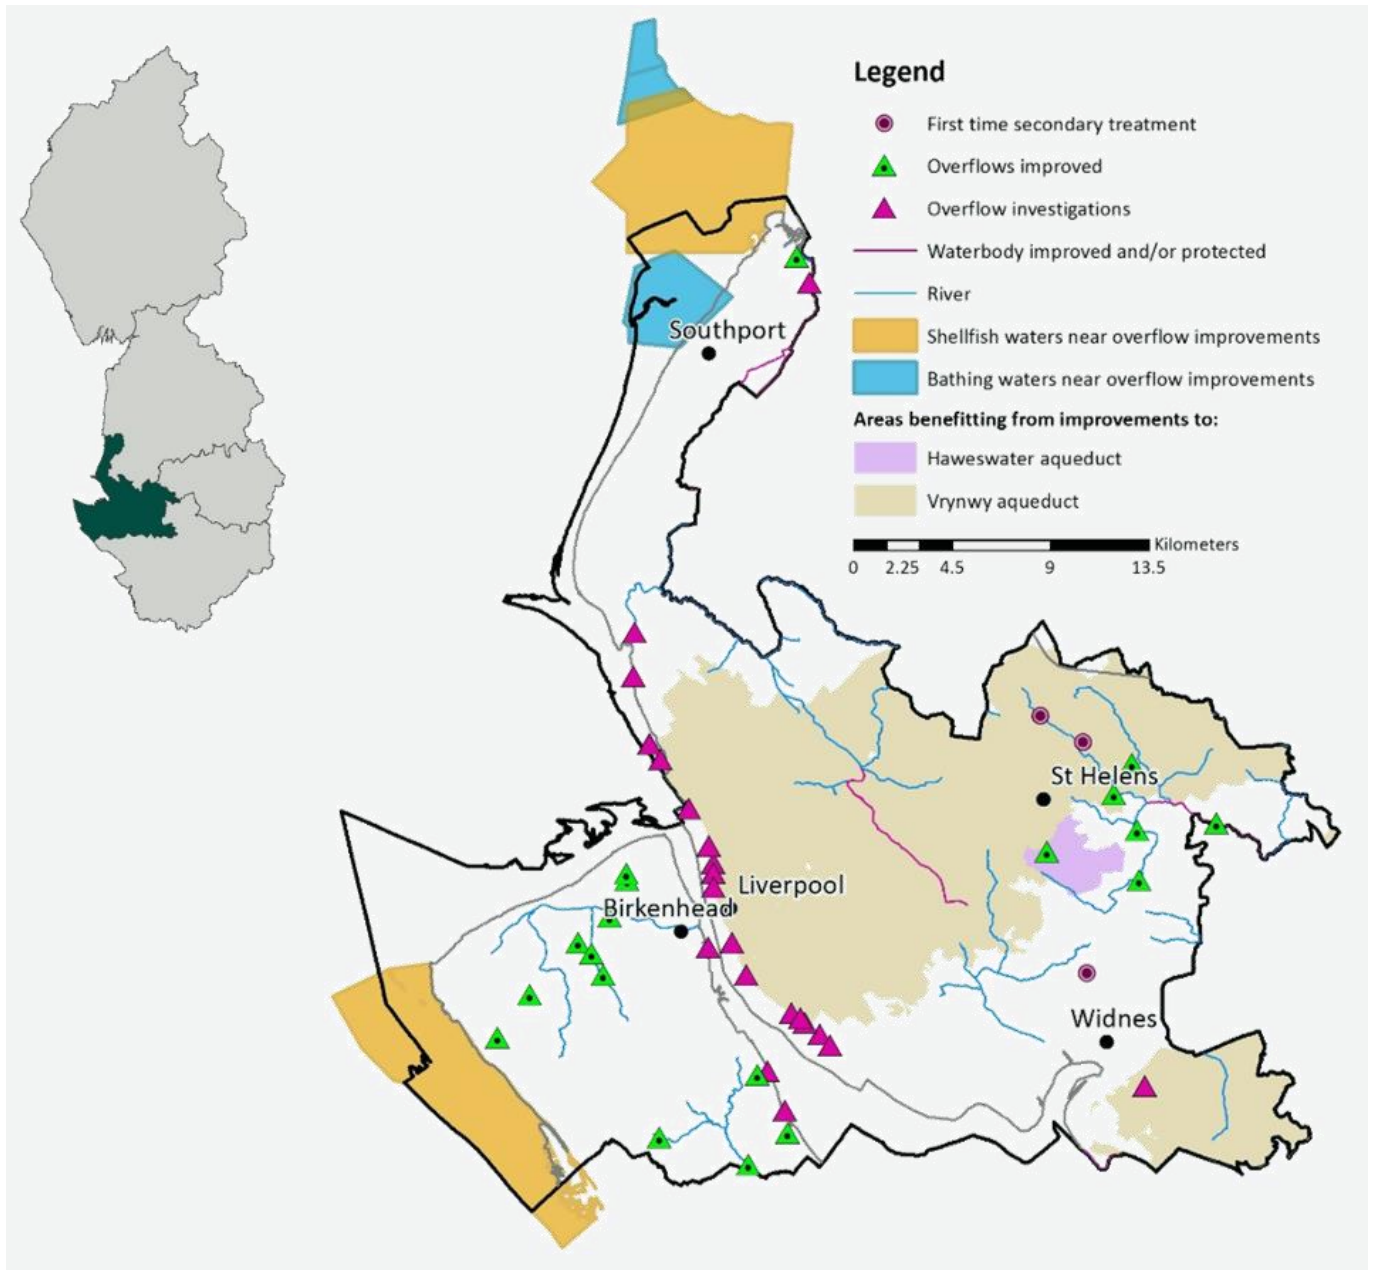 Legend
First time secondary treatment
Overflows improved
Overflow investigations
Waterbody improved and/or protected
River
Shellfish waters near overflow improvements
Bathing waters near overflow improvements
Areas benefitting from improvements to:
Haweswater aqueduct
Vrynwy aqueduct
Kilometers
0 2.25 4.5 9 13.5
Southport
St Helens
Liverpool
Birkenhead
Widnes